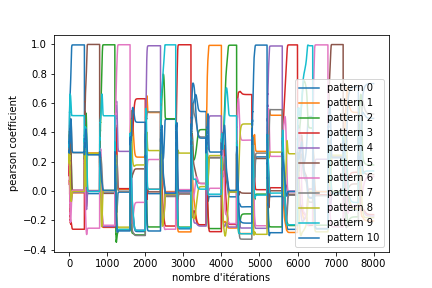 1.0
0.8
0.6
0.4
0.2
0.0
−0.2
−0.4
pearson coefficient
0
1000
2000
3000
4000
5000
6000
7000
8000
nombre d'itérations
pattern 0
pattern 1
pattern 2
pattern 3
pattern 4
pattern 5
pattern 6
pattern 7
pattern 8
pattern 9
pattern 10